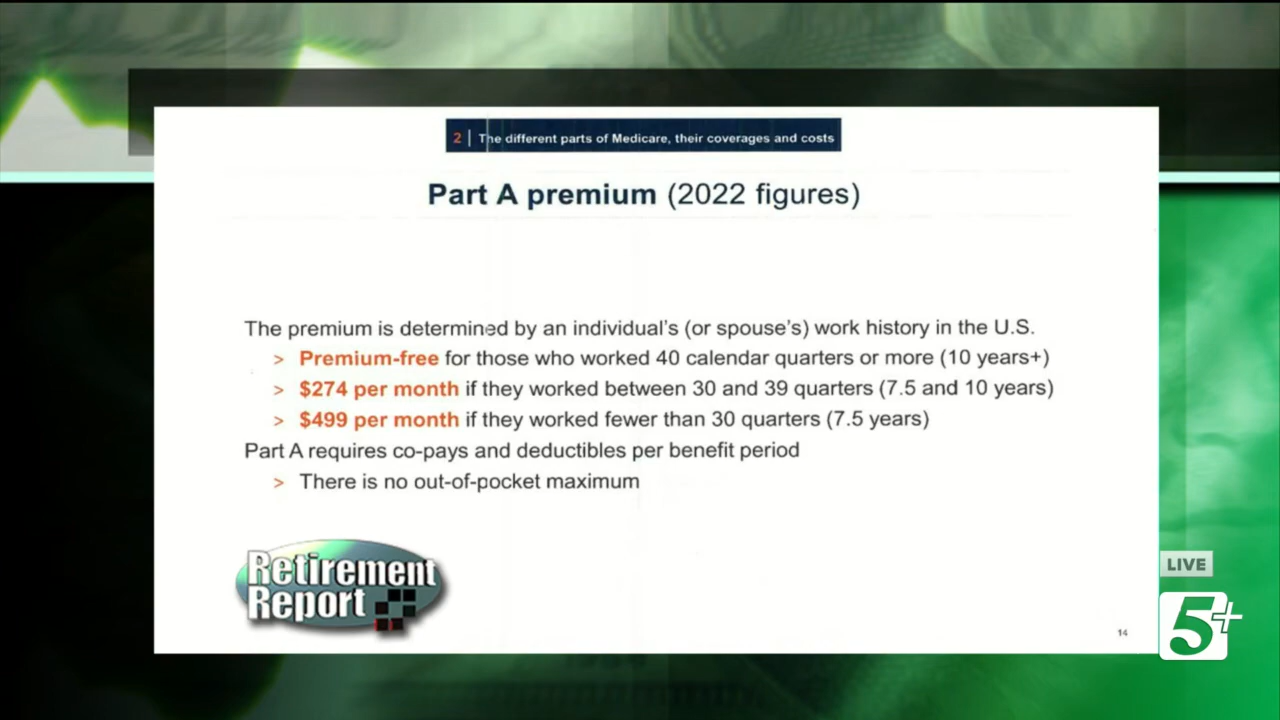 2 | The different parts of Medicare, their coverages and costs
Part A premium (2022 figures)
The premium is determined by an individual's (or spouse's) work history in the U.S.
> Premium-free for those who worked 40 calendar quarters or more (10 years+)
> $274 per month if they worked between 30 and 39 quarters (7.5 and 10 years)
> $499 per month if they worked fewer than 30 quarters (7.5 years)
Part A requires co-pays and deductibles per benefit period
> There is no out-of-pocket maximum
Retirement
Report
14
LIVE
5+